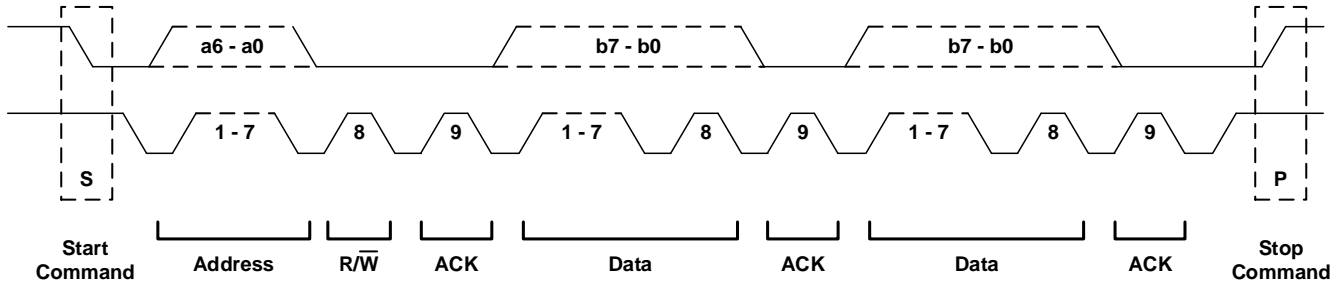 a6 - a0 b7 - b0 b7 - b0
1 - 7 8 9 1 - 7 8 9 1 - 7 8 9
S P
Start Command Address R/W̅ ACK Data ACK Data ACK Stop Command